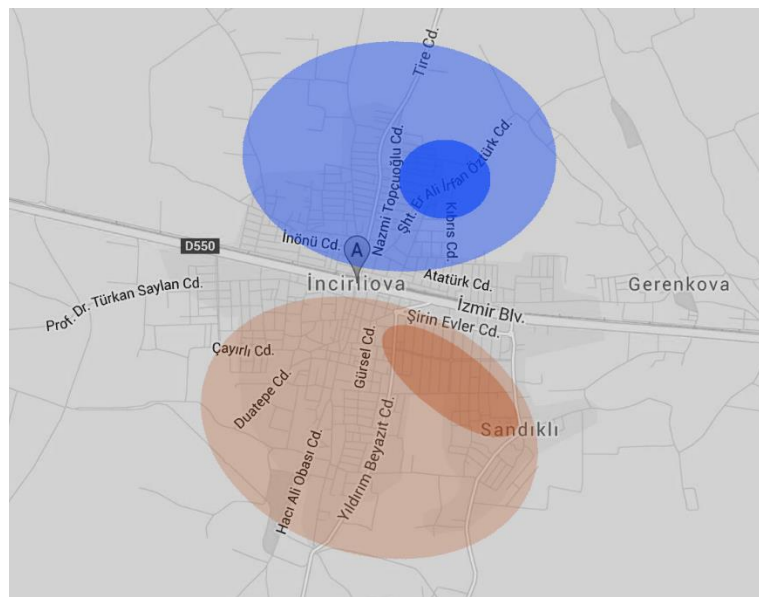 Tire Cd.
Nazmi Topçuoğlu Cd.
Şht. Er Ali İrfan Öztürk Cd.
Kıbrıs Cd.
İnönü Cd.
D550
A
Atatürk Cd.
İncirliova
Gerenkova
Prof. Dr. Türkan Saylan Cd.
İzmir Blv.
Şirin Evler Cd.
Çayırlı Cd.
Gürsel Cd.
Duatepe Cd.
Sandıklı
Yıldırım Beyazıt Cd.
Hacı Ali Obası Cd.